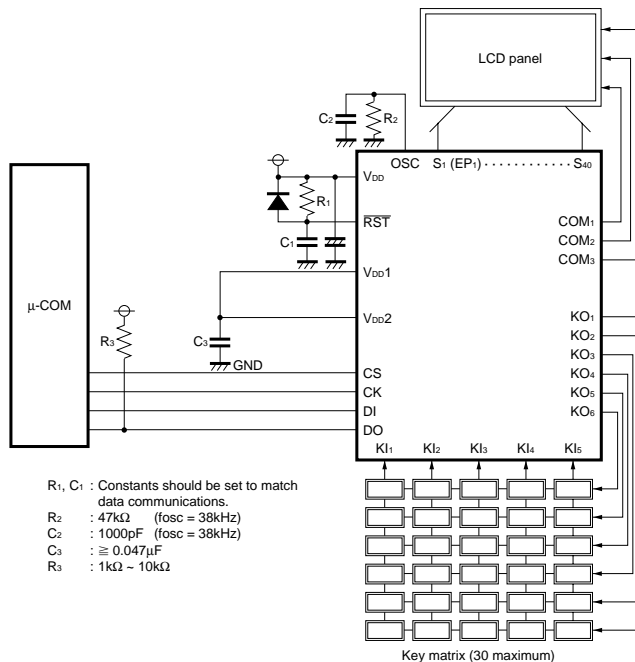 LCD panel
C2
R2
OSC
S1 (EP1)
S40
VDD
R1
RST
C1
COM1
COM2
COM3
VDD1
μ-COM
VDD2
KO1
KO2
KO3
KO4
KO5
KO6
R3
C3
GND
CS
CK
DI
DO
KI1 KI2 KI3 KI4 KI5
R1, C1 : Constants should be set to match
data communications.
R2 : 47kΩ (fosc = 38kHz)
C2 : 1000pF (fosc = 38kHz)
C3 : ≧ 0.047μF
R3 : 1kΩ ~ 10kΩ
Key matrix (30 maximum)